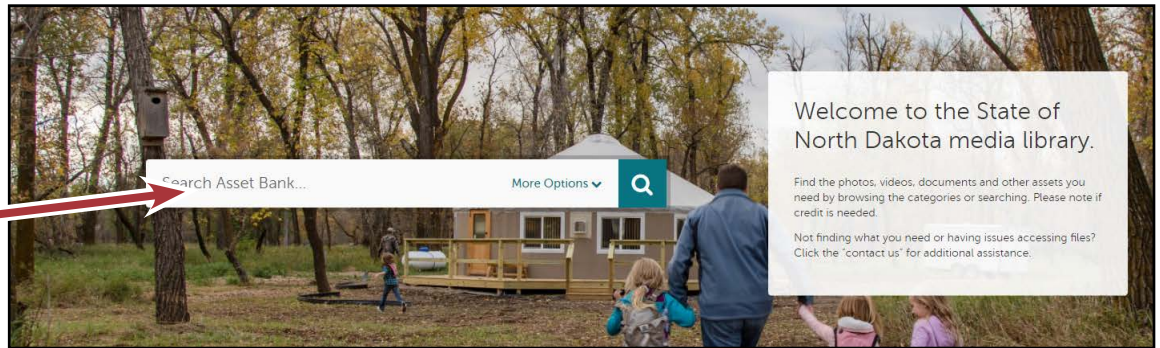 Search Asset Bank...
More Options
Welcome to the State of
North Dakota media library.
Find the photos, videos, documents and other assets you
need by browsing the categories or searching. Please note if
credit is needed.
Not finding what you need or having issues accessing files?
Click the "contact us" for additional assistance.